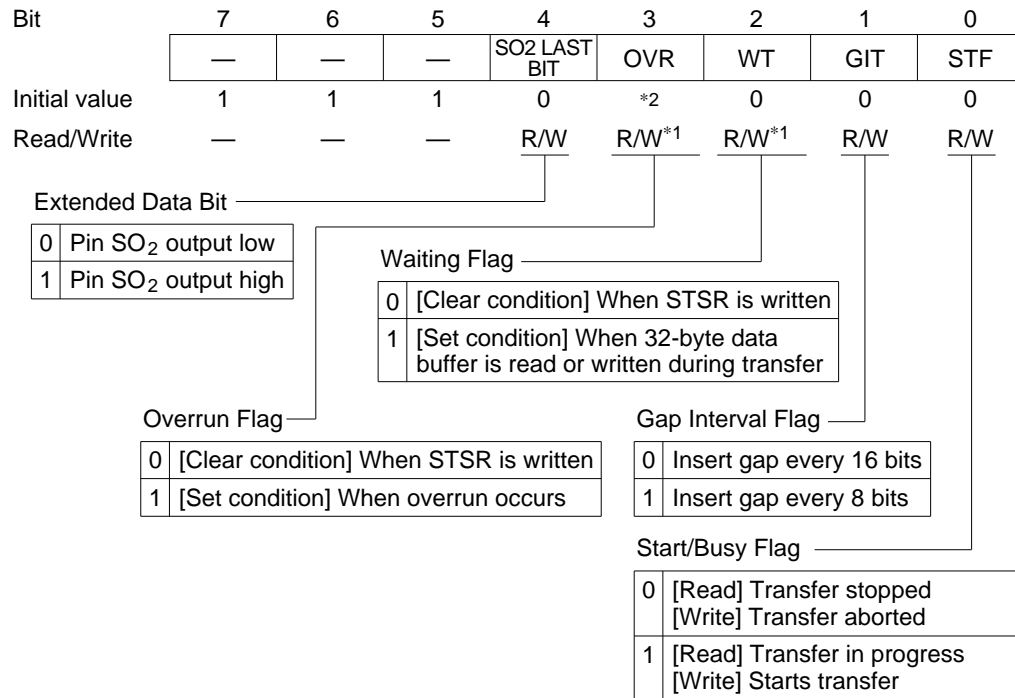 Bit 7 6 5 4 3 2 1 0
— — — SO2 LAST BIT OVR WT GIT STF
Initial value 1 1 1 0 *2 0 0 0
Read/Write — — — R/W R/W*1 R/W*1 R/W R/W
Extended Data Bit
0 Pin SO2 output low
1 Pin SO2 output high
Waiting Flag
0 [Clear condition] When STSR is written
1 [Set condition] When 32-byte data
buffer is read or written during transfer
Overrun Flag
0 [Clear condition] When STSR is written
1 [Set condition] When overrun occurs
Gap Interval Flag
0 Insert gap every 16 bits
1 Insert gap every 8 bits
Start/Busy Flag
0 [Read] Transfer stopped
[Write] Transfer aborted
1 [Read] Transfer in progress
[Write] Starts transfer